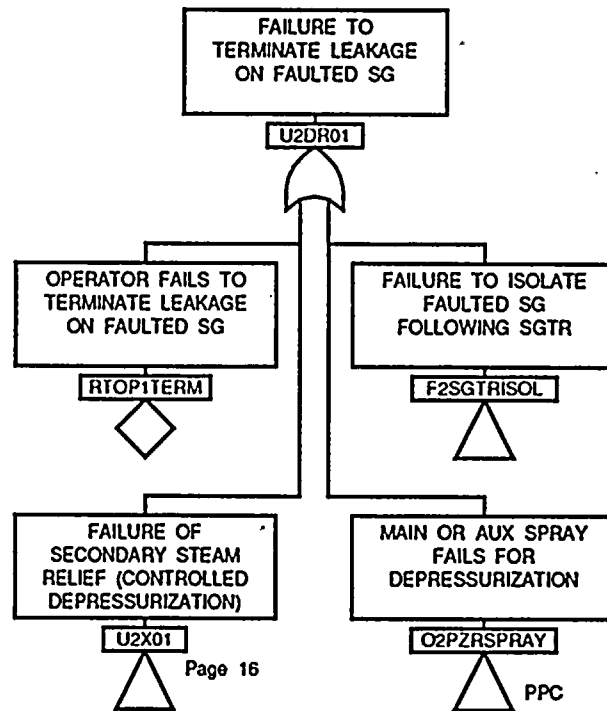 FAILURE TO
TERMINATE LEAKAGE
ON FAULTED SG
U2DR01
OPERATOR FAILS TO
TERMINATE LEAKAGE
ON FAULTED SG
RTOP1TERM
FAILURE TO ISOLATE
FAULTED SG
FOLLOWING SGTR
F2SGTRISOL
FAILURE OF
SECONDARY STEAM
RELIEF (CONTROLLED
DEPRESSURIZATION)
U2X01
Page 16
MAIN OR AUX SPRAY
FAILS FOR
DEPRESSURIZATION
O2PZRSPRAY
PPC